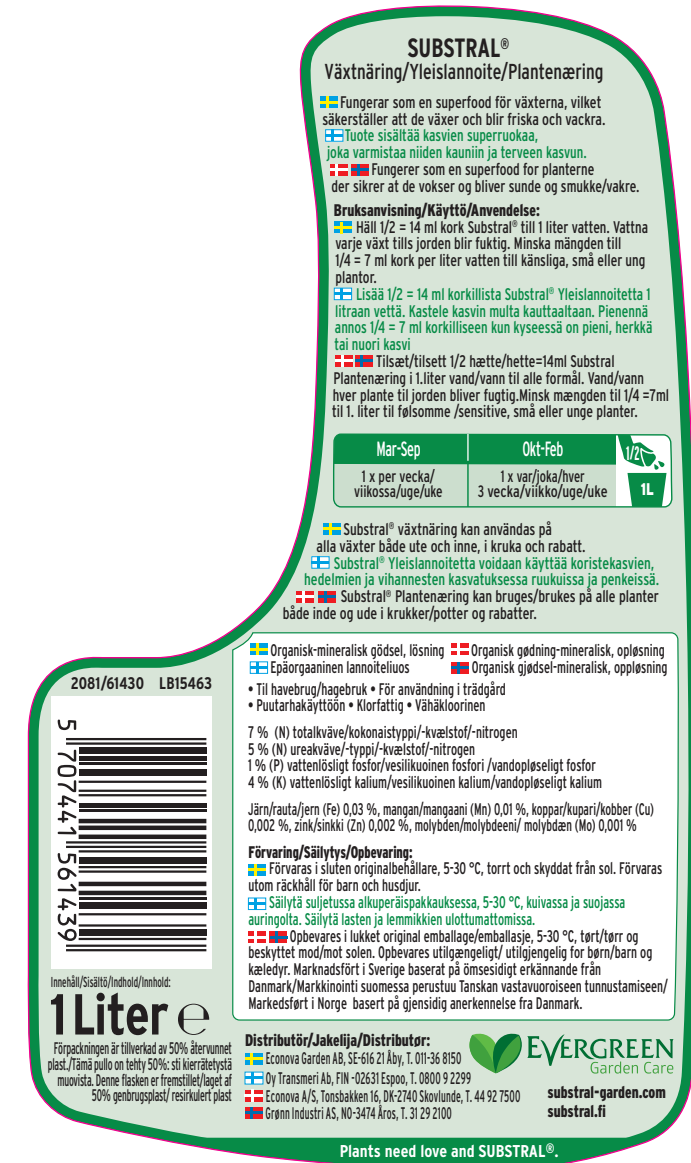 SUBSTRAL®
Växtnäring/Yleislannoite/Plantenæring
Fungerar som en superfood för växterna, vilket
säkerställer att de växer och blir friska och vackra.
Tuote sisältää kasvien superruokaa,
joka varmistaa niiden kauniin ja terveen kasvun.
Fungerer som en superfood for planterne
der sikrer at de vokser og bliver sunde og smukke/vakre.
Bruksanvisning/Käyttö/Anvendelse:
Häll 1/2 = 14 ml kork Substral® till 1 liter vatten. Vattna
varje växt tills jorden blir fuktig. Minska mängden till
1/4 = 7 ml kork per liter vatten till känsliga, små eller ung
plantor.
Lisää 1/2 = 14 ml korkillista Substral® Yleislannoitetta 1
litraan vettä. Kastele kasvin multa kauttaaltaan. Pienennä
annos 1/4 = 7 ml korkilliseen kun kyseessä on pieni, herkkä
tai nuori kasvi
Tilsæt/tilsett 1/2 hætte/hette=14ml Substral
Plantenæring i 1.liter vand/vann til alle formål. Vand/vann
hver plante til jorden bliver fugtig.Minsk mængden til 1/4 =7ml
til 1. liter til følsomme /sensitive, små eller unge planter.
Mar-Sep Okt-Feb 1/2
1 x per vecka/ 1 x var/joka/hver
viikossa/uge/uke 3 vecka/viikko/uge/uke 1L
Substral® växtnäring kan användas på
alla växter både ute och inne, i kruka och rabatt.
Substral® Yleislannoitetta voidaan käyttää koristekasvien,
hedelmien ja vihannesten kasvatuksessa ruukuissa ja penkeissä.
Substral® Plantenæring kan bruges/brukes på alle planter
både inde og ude i krukker/potter og rabatter.
Organisk-mineralisk gödsel, lösning Organisk gødning-mineralisk, opløsning
Epäorgaaninen lannoiteliuos Organisk gjødsel-mineralisk, oppløsning
• Til havebrug/hagebruk • För användning i trädgård
• Puutarhakäyttöön • Klorfattig • Vähäkloorinen
7 % (N) totalkväve/kokonaistyppi/-kvælstof/-nitrogen
5 % (N) ureakväve/-typpi/-kvælstof/-nitrogen
1 % (P) vattenlösligt fosfor/vesilikuoinen fosfori /vandopløseligt fosfor
4 % (K) vattenlösligt kalium/vesilikuoinen kalium/vandopløseligt kalium
Järn/rauta/jern (Fe) 0,03 %, mangan/mangaani (Mn) 0,01 %, koppar/kupari/kobber (Cu)
0,002 %, zink/sinkki (Zn) 0,002 %, molybden/molybdeeni/ molybdæn (Mo) 0,001 %
Förvaring/Säilytys/Opbevaring:
Förvaras i sluten originalbehållare, 5-30 °C, torrt och skyddat från sol. Förvaras
utom räckhåll för barn och husdjur.
Säilytä suljetussa alkuperäispakkauksessa, 5-30 °C, kuivassa ja suojassa
auringolta. Säilytä lasten ja lemmikkien ulottumattomissa.
Opbevares i lukket original emballage/emballasje, 5-30 °C, tørt/tørr og
beskyttet mod/mot solen. Opbevares utilgængeligt/ utilgjengelig for børn/barn og
kæledyr. Marknadsfört i Sverige baserat på ömsesidigt erkännande från
Danmark/Markkinointi suomessa perustuu Tanskan vastavuoroiseen tunnustamiseen/
Markedsført i Norge basert på gjensidig anerkennelse fra Danmark.
2081/61430 LB15463
5 707441 561439
Innehåll/Sisältö/Indhold/Innhold:
1 Liter ℮
Förpackningen är tillverkad av 50% återvunnet
plast./Tämä pullo on tehty 50%: sti kierrätetystä
muovista. Denne flasken er fremstillet/laget af
50% genbrugsplast/ resirkulert plast
Distributör/Jakelija/Distributør:
Econova Garden AB, SE-616 21 Åby, T. 011-36 8150
Oy Transmeri Ab, FIN -02631 Espoo, T. 0800 9 2299
Econova A/S, Tonsbakken 16, DK-2740 Skovlunde, T. 44 92 7500
Grønn Industri AS, NO-3474 Åros, T. 31 29 2100
EVERGREEN
Garden Care
substral-garden.com
substral.fi
Plants need love and SUBSTRAL®.